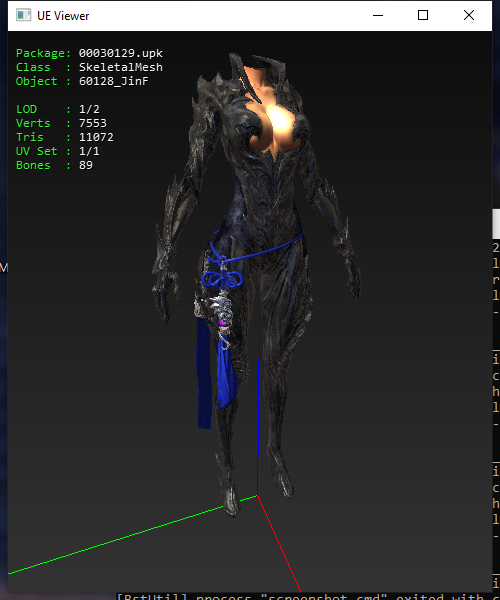 UE Viewer
Package: 00030129.upk
Class : SkeletalMesh
Object : 60128_JinF
LOD : 1/2
Verts : 7553
Tris : 11072
UV Set : 1/1
Bones : 89
M
[BstUtil] process "screenshot.cmd" exited with c